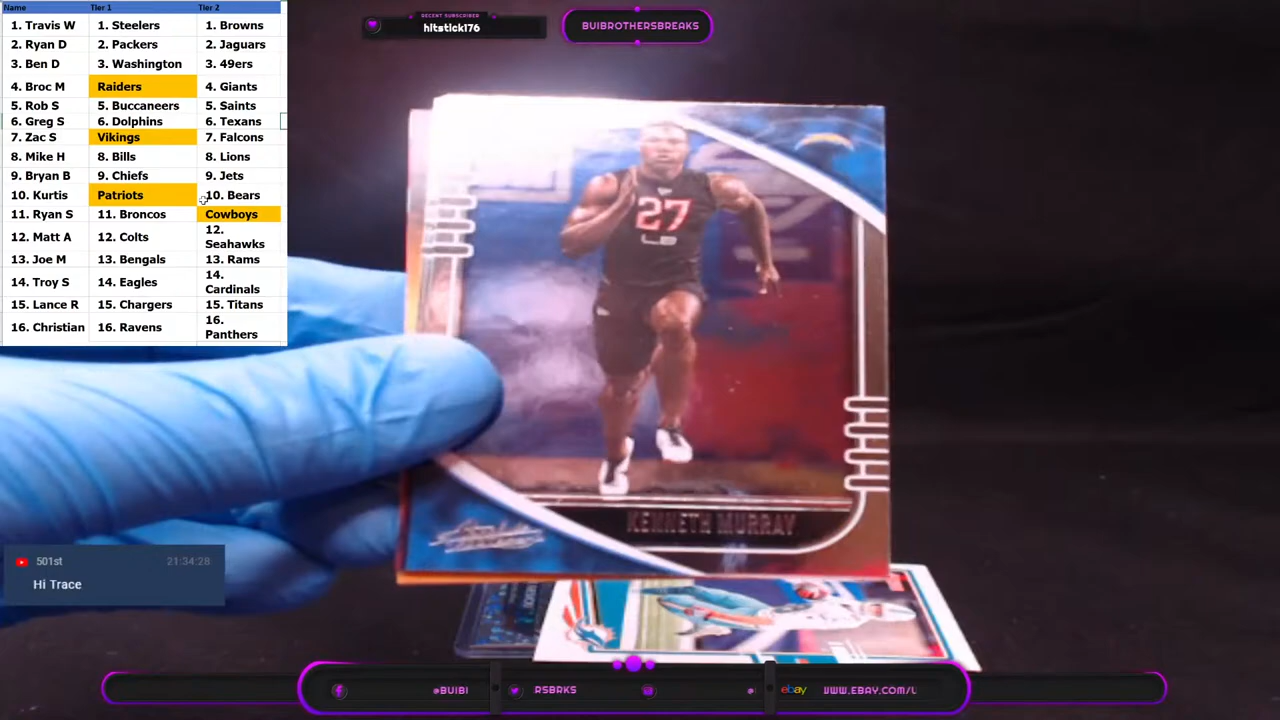 Name Tier 1 Tier 2
1. Travis W 1. Steelers 1. Browns
2. Ryan D 2. Packers 2. Jaguars
3. Ben D 3. Washington 3. 49ers
4. Broc M Raiders 4. Giants
5. Rob S 5. Buccaneers 5. Saints
6. Greg S 6. Dolphins 6. Texans
7. Zac S Vikings 7. Falcons
8. Mike H 8. Bills 8. Lions
9. Bryan B 9. Chiefs 9. Jets
10. Kurtis Patriots 10. Bears
11. Ryan S 11. Broncos Cowboys
12. Matt A 12. Colts 12. Seahawks
13. Joe M 13. Bengals 13. Rams
14. Troy S 14. Eagles 14. Cardinals
15. Lance R 15. Chargers 15. Titans
16. Christian 16. Ravens 16. Panthers
RECENT SUBSCRIBER
hitstick176
BUIBROTHERSBREAKS
27
LB
KENNETH MURRAY
501st 21:34:28
Hi Trace
@BUIBI
RSBRKS
@
ebay WWW.EBAY.COM/U